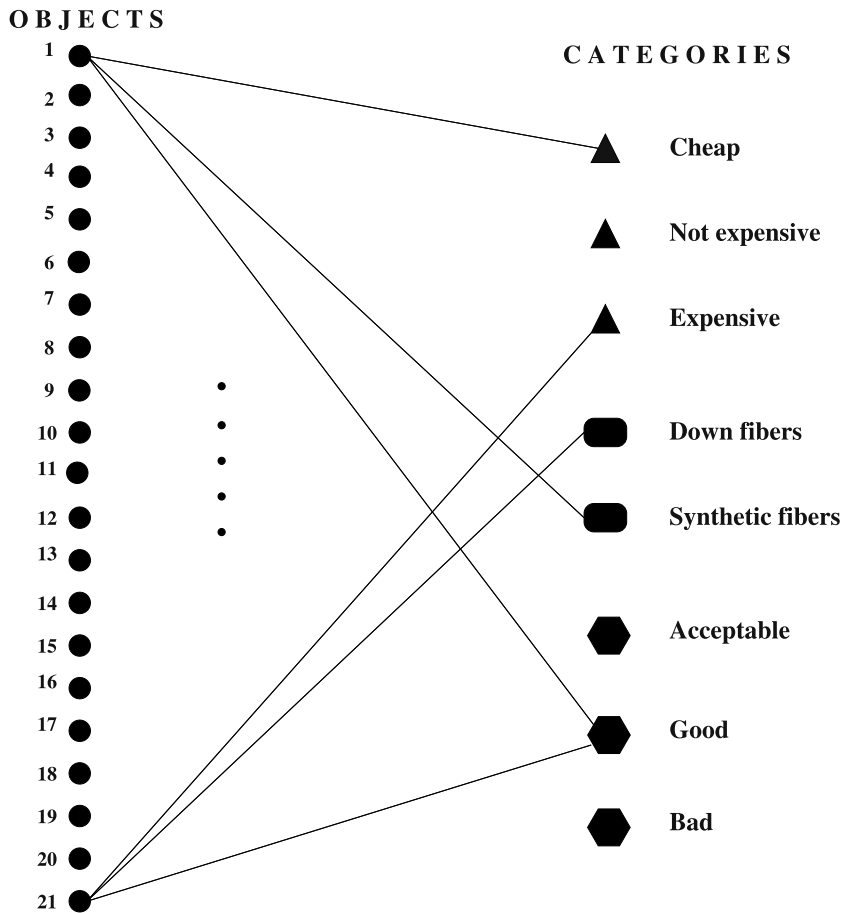 OBJECTS
1
2
3
4
5
6
7
8
9
10
11
12
13
14
15
16
17
18
19
20
21
CATEGORIES
Cheap
Not expensive
Expensive
Down fibers
Synthetic fibers
Acceptable
Good
Bad